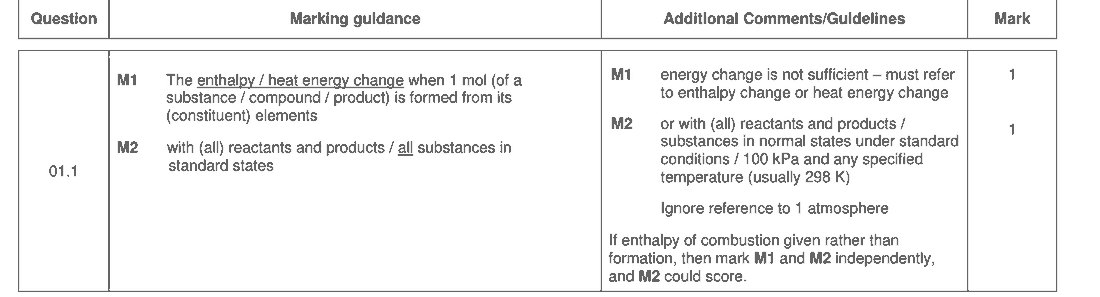 Question Marking guidance Additional Comments/Guidelines Mark
M1 The enthalpy / heat energy change when 1 mol (of a
substance / compound / product) is formed from its
(constituent) elements
M2 with (all) reactants and products / all substances in
standard states
01.1
M1 energy change is not sufficient – must refer
to enthalpy change or heat energy change
M2 or with (all) reactants and products /
substances in normal states under standard
conditions / 100 kPa and any specified
temperature (usually 298 K)
Ignore reference to 1 atmosphere
If enthalpy of combustion given rather than
formation, then mark M1 and M2 independently,
and M2 could score.
1
1